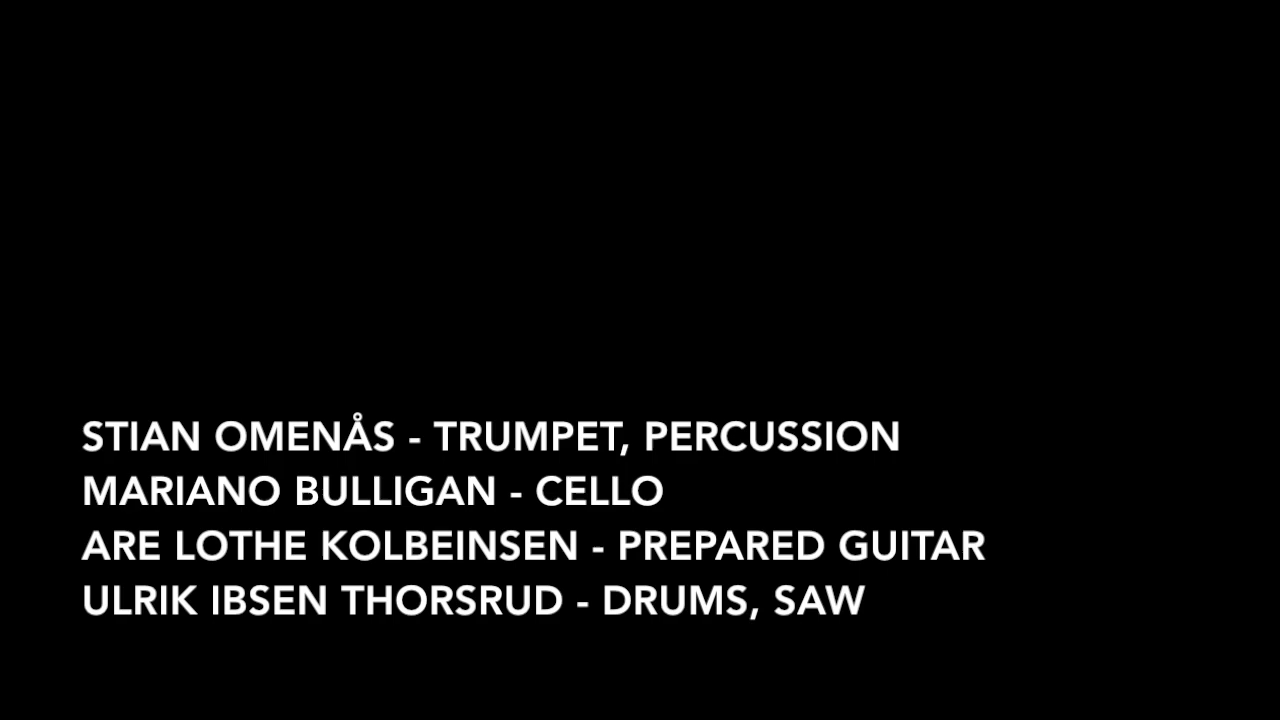 STIAN OMENÅS - TRUMPET, PERCUSSION
MARIANO BULLIGAN - CELLO
ARE LOTHE KOLBEINSEN - PREPARED GUITAR
ULRIK IBSEN THORSRUD - DRUMS, SAW